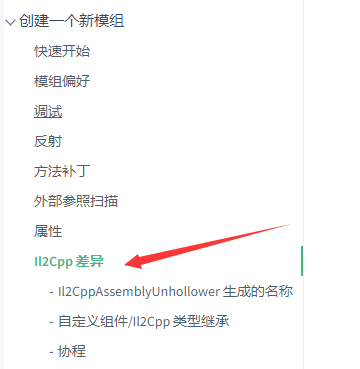 创建一个新模组
快速开始
模组偏好
调试
反射
方法补丁
外部参照扫描
属性
Il2Cpp 差异
- Il2CppAssemblyUnhollower 生成的名称
- 自定义组件/Il2Cpp 类型继承
- 协程